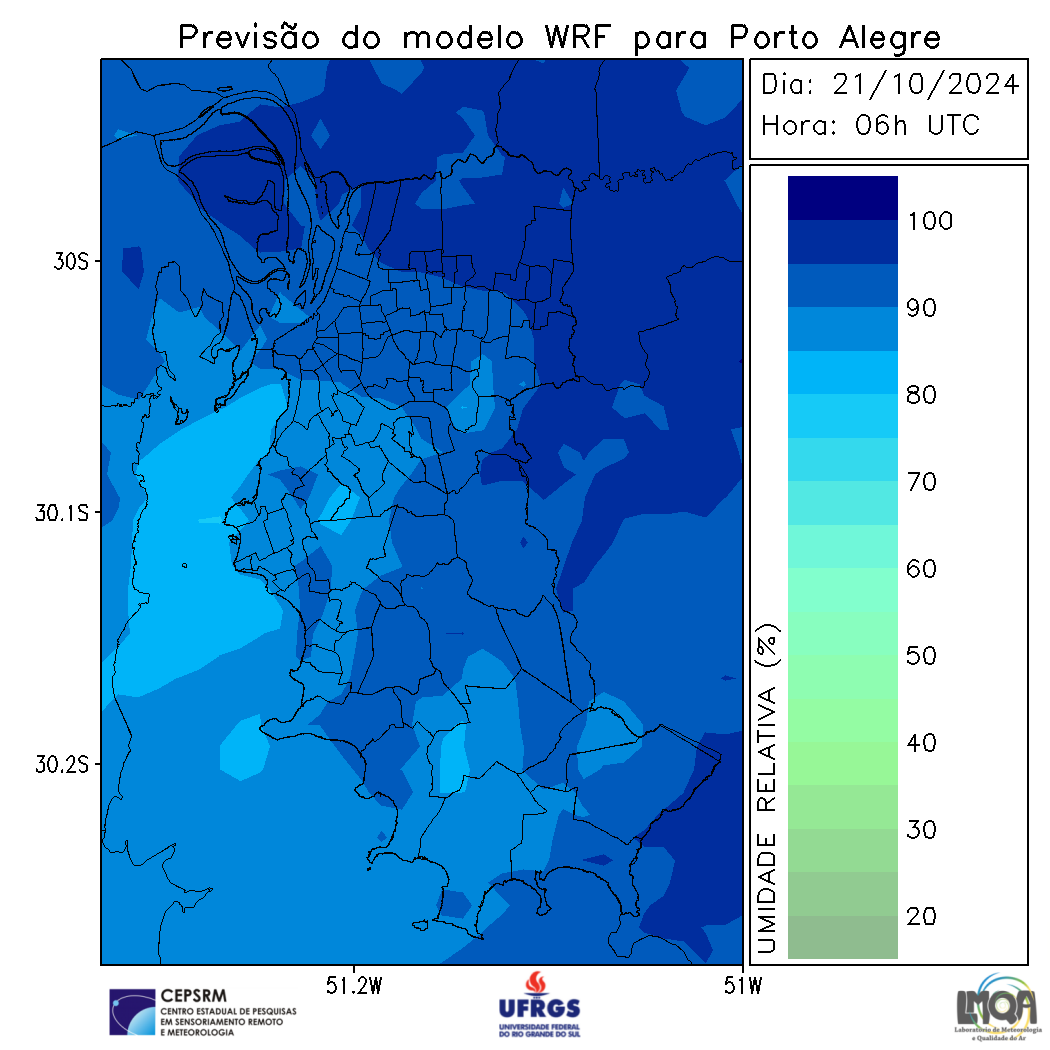 Previsão do modelo WRF para Porto Alegre
Dia: 21/10/2024
Hora: 06h UTC
30S
30.1S
30.2S
51.2W
51W
100
90
80
70
60
50
40
30
20
UMIDADE RELATIVA (%)
CEPSRM
CENTRO ESTADUAL DE PESQUISAS
EM SENSORIAMENTO REMOTO
E METEOROLOGIA
UFRGS
UNIVERSIDADE FEDERAL
DO RIO GRANDE DO SUL
LMQA
Laboratório de Meteorologia
e Qualidade do Ar